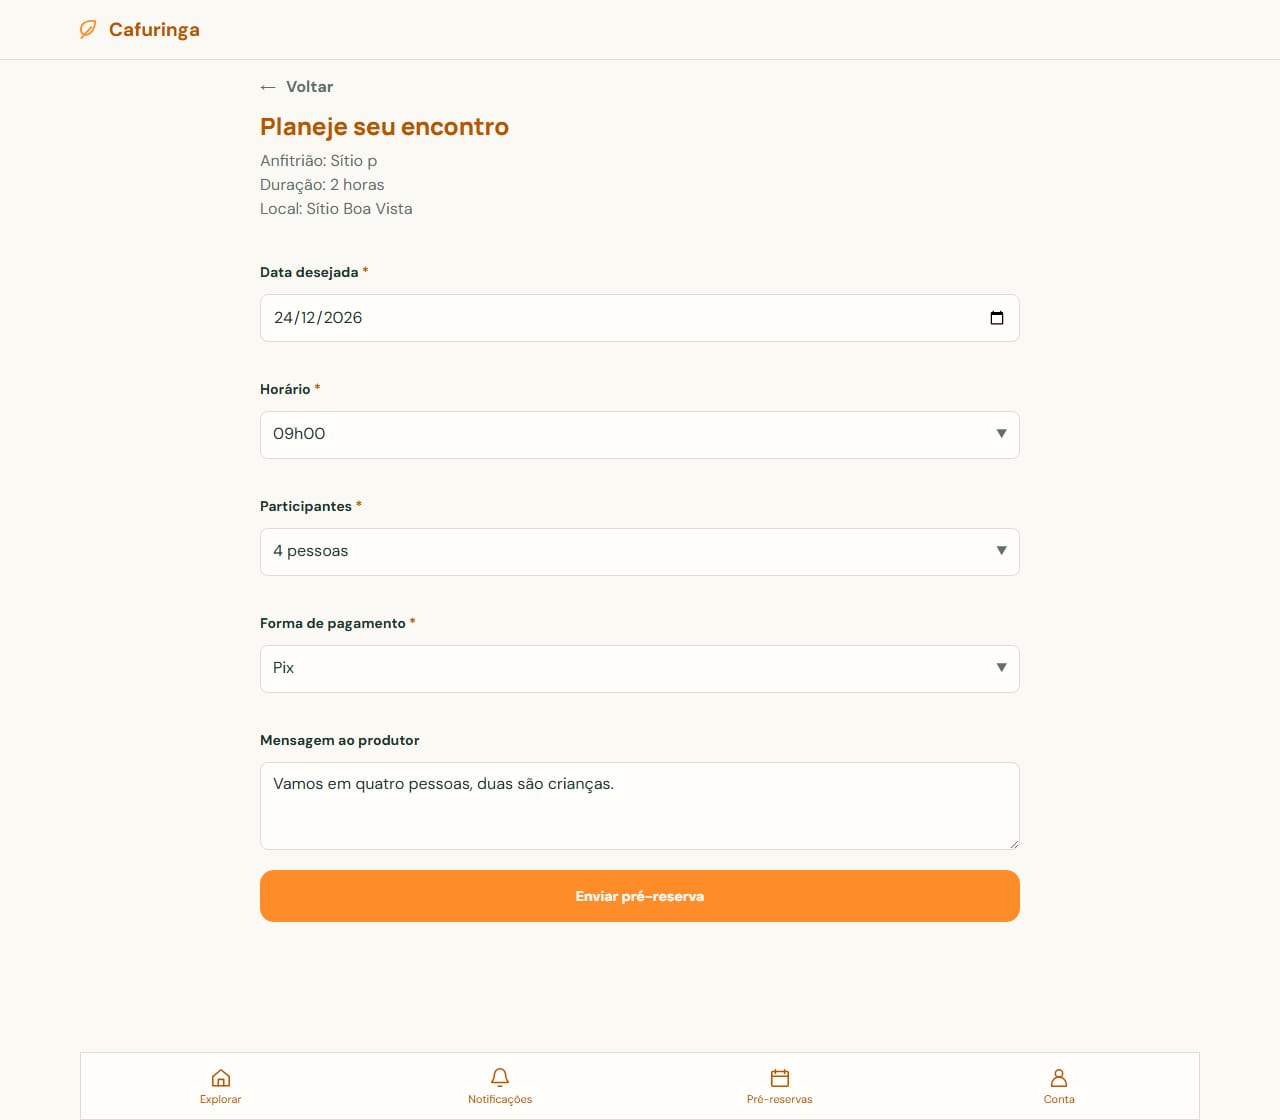 Cafuringa
← Voltar
Planeje seu encontro
Anfitrião: Sítio p
Duração: 2 horas
Local: Sítio Boa Vista
Data desejada *
24/12/2026
Horário *
09h00
Participantes *
4 pessoas
Forma de pagamento *
Pix
Mensagem ao produtor
Vamos em quatro pessoas, duas são crianças.
Enviar pré-reserva
Explorar
Notificações
Pré-reservas
Conta